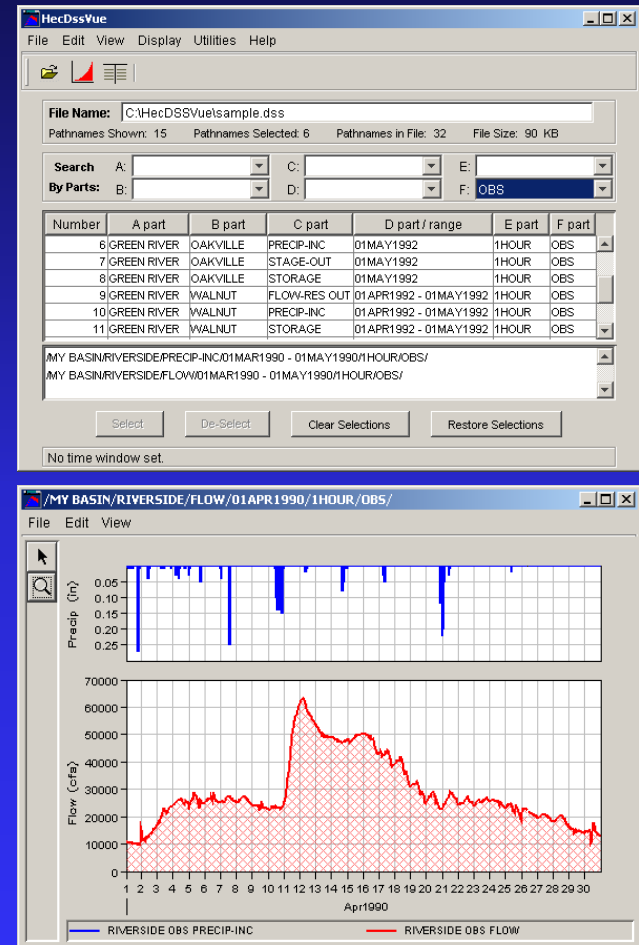 HecDssVue
File Edit View Display Utilities Help
File Name: C:\HecDSSVue\sample.dss
Pathnames Shown: 15 Pathnames Selected: 6 Pathnames in File: 32 File Size: 90 KB
Search A: C: E:
By Parts: B: D: F: OBS
Number A part B part C part D part / range E part F part
6 GREEN RIVER OAKVILLE PRECIP-INC 01MAY1992 1HOUR OBS
7 GREEN RIVER OAKVILLE STAGE-OUT 01MAY1992 1HOUR OBS
8 GREEN RIVER OAKVILLE STORAGE 01MAY1992 1HOUR OBS
9 GREEN RIVER WALNUT FLOW-RES OUT 01APR1992 - 01MAY1992 1HOUR OBS
10 GREEN RIVER WALNUT PRECIP-INC 01APR1992 - 01MAY1992 1HOUR OBS
11 GREEN RIVER WALNUT STORAGE 01APR1992 - 01MAY1992 1HOUR OBS
/MY BASIN/RIVERSIDE/PRECIP-INC/01MAR1990 - 01MAY1990/1HOUR/OBS/
/MY BASIN/RIVERSIDE/FLOW/01MAR1990 - 01MAY1990/1HOUR/OBS/
Select De-Select Clear Selections Restore Selections
No time window set.
/MY BASIN/RIVERSIDE/FLOW/01APR1990/1HOUR/OBS/
File Edit View
Precip (in)
0.05
0.10
0.15
0.20
0.25
Flow (cfs)
70000
60000
50000
40000
30000
20000
10000
0
1 2 3 4 5 6 7 8 9 10 11 12 13 14 15 16 17 18 19 20 21 22 23 24 25 26 27 28 29 30
Apr1990
RIVERSIDE OBS PRECIP-INC RIVERSIDE OBS FLOW